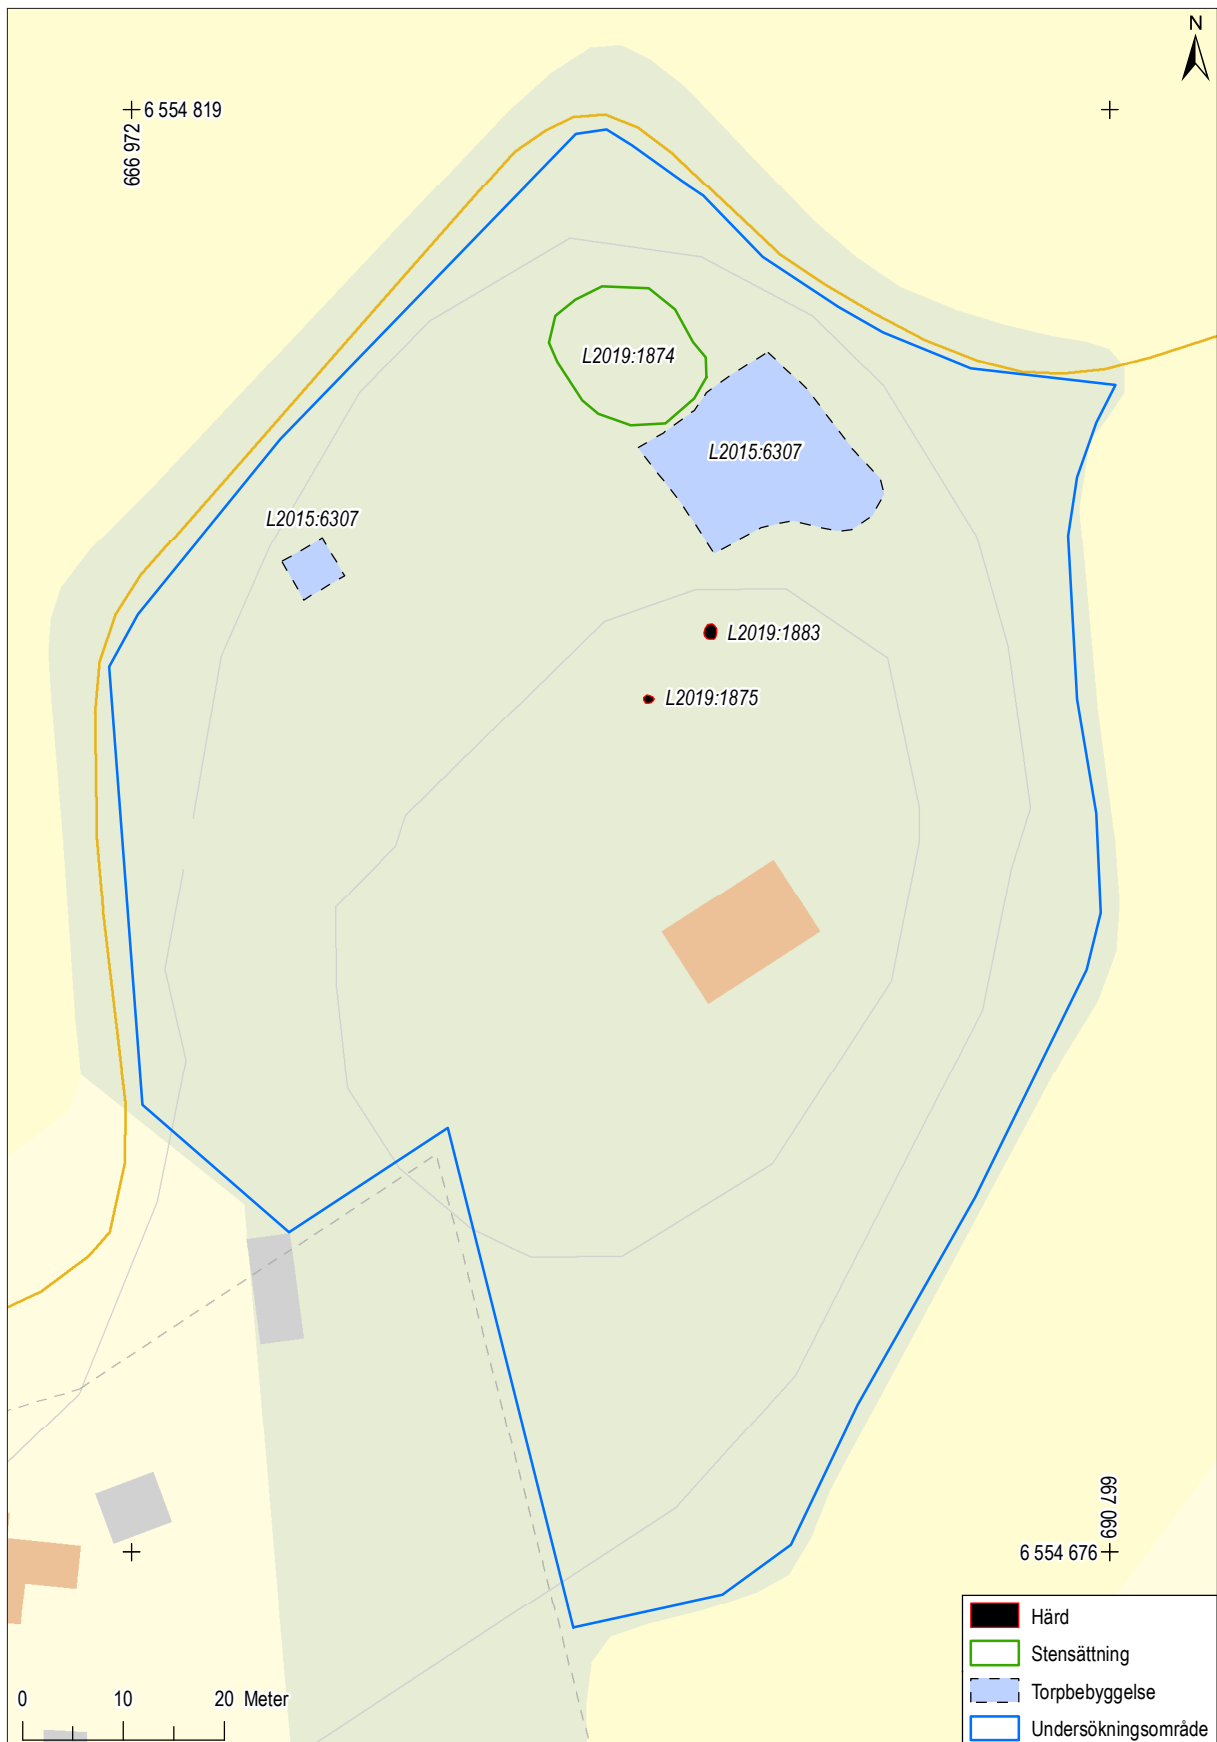 N
6 554 819
666 972
L2019:1874
L2015:6307
L2015:6307
L2019:1883
L2019:1875
667 069
6 554 676
Härd
Stensättning
Torpbebyggelse
Undersökningsområde
0 10 20 Meter